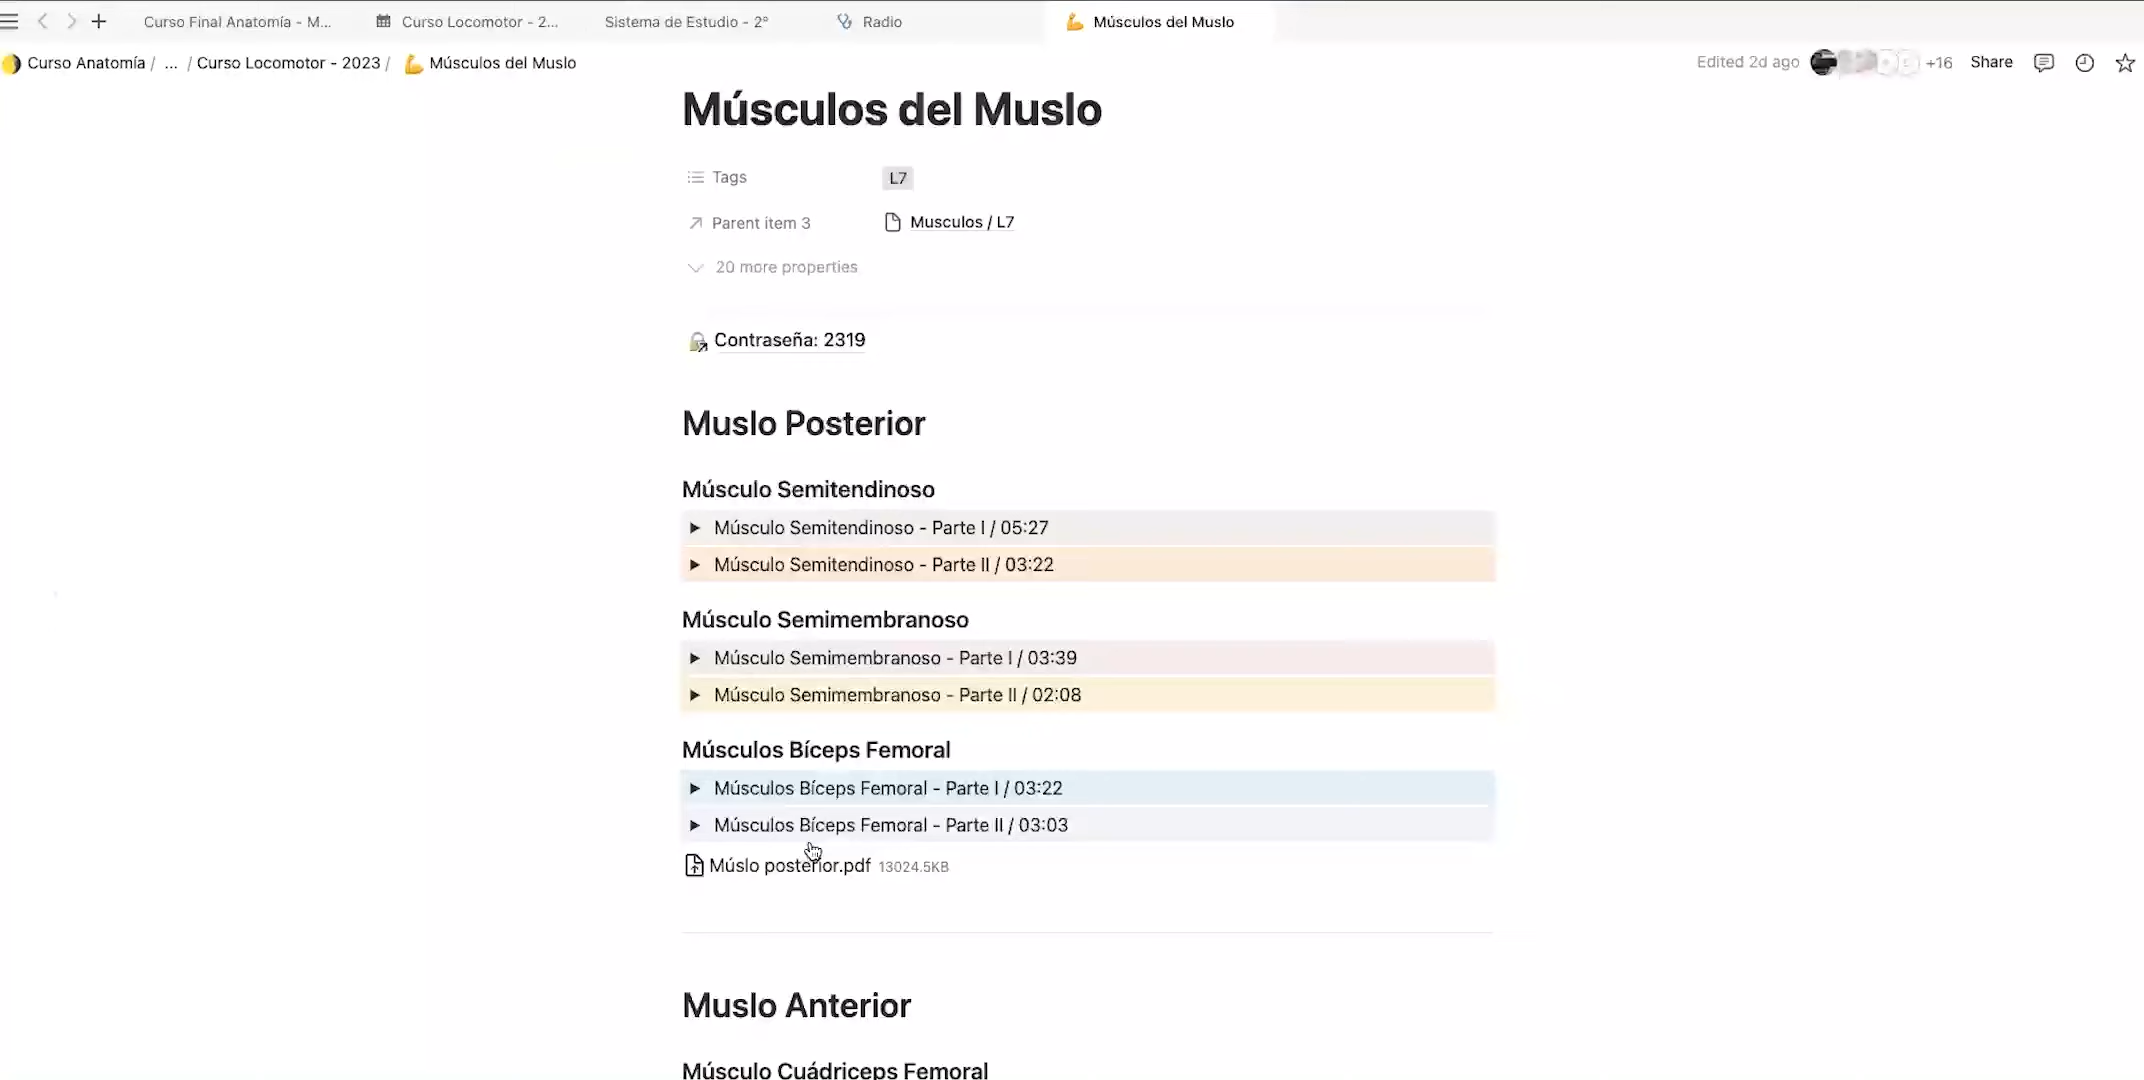 Curso Final Anatomía - M...
Curso Locomotor - 2...
Sistema de Estudio - 2°
Radio
Músculos del Muslo
Curso Anatomía / ... / Curso Locomotor - 2023 / Músculos del Muslo
Edited 2d ago
+16
Share
Músculos del Muslo
Tags
L7
Parent item 3
Musculos / L7
20 more properties
Contraseña: 2319
Muslo Posterior
Músculo Semitendinoso
Músculo Semitendinoso - Parte I / 05:27
Músculo Semitendinoso - Parte II / 03:22
Músculo Semimembranoso
Músculo Semimembranoso - Parte I / 03:39
Músculo Semimembranoso - Parte II / 02:08
Músculos Bíceps Femoral
Músculos Bíceps Femoral - Parte I / 03:22
Músculos Bíceps Femoral - Parte II / 03:03
Múslo posterior.pdf 13024.5KB
Muslo Anterior
Músculo Cuádriceps Femoral